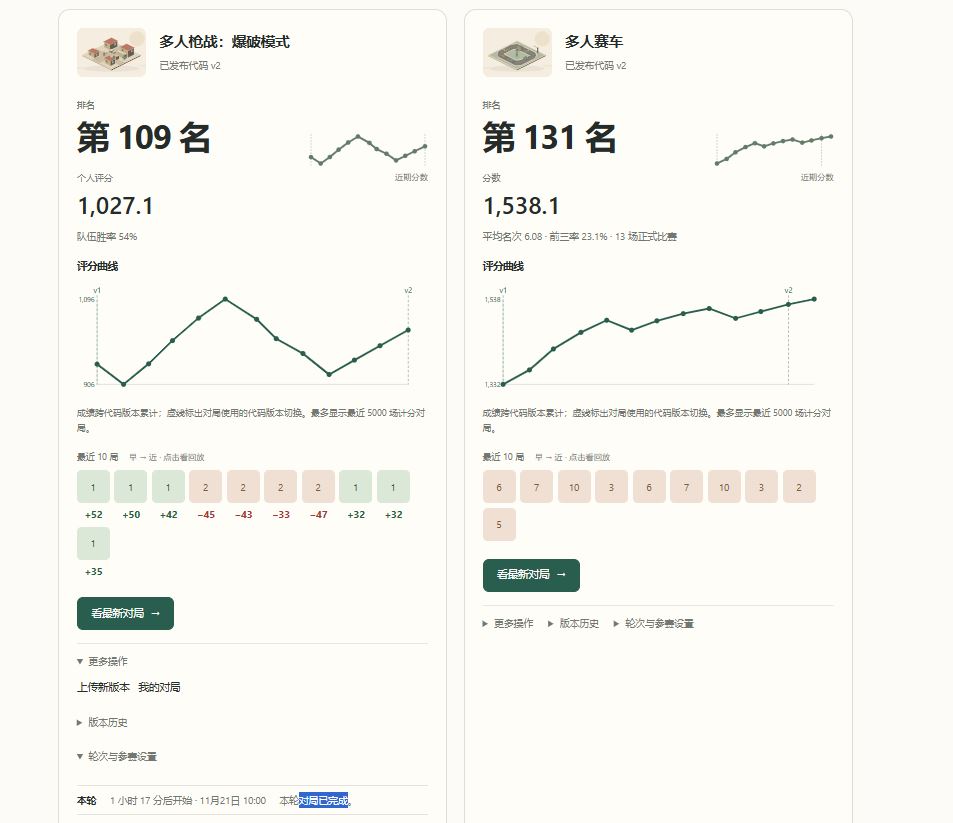 多人枪战：爆破模式
已发布代码 v2
排名
第 109 名
近期分数
个人评分
1,027.1
队伍胜率 54%
评分曲线
v1
v2
1,096
906
成绩跨代码版本累计；虚线标出对局使用的代码版本切换。最多显示最近 5000 场计分对
局。
最近 10 局 早 → 近 · 点击看回放
1 1 1 2 2 2 2 1 1
+52 +50 +42 −45 −43 −33 −47 +32 +32
1
+35
看最新对局 →
▼ 更多操作
上传新版本 我的对局
▶ 版本历史
▼ 轮次与参赛设置
本轮 1 小时 17 分后开始 · 11月21日 10:00 本轮对局已完成。
多人赛车
已发布代码 v2
排名
第 131 名
近期分数
分数
1,538.1
平均名次 6.08 · 前三率 23.1% · 13 场正式比赛
评分曲线
v1
v2
1,538
1,332
成绩跨代码版本累计；虚线标出对局使用的代码版本切换。最多显示最近 5000 场计分对
局。
最近 10 局 早 → 近 · 点击看回放
6 7 10 3 6 7 10 3 2
5
看最新对局 →
▶ 更多操作 ▶ 版本历史 ▶ 轮次与参赛设置